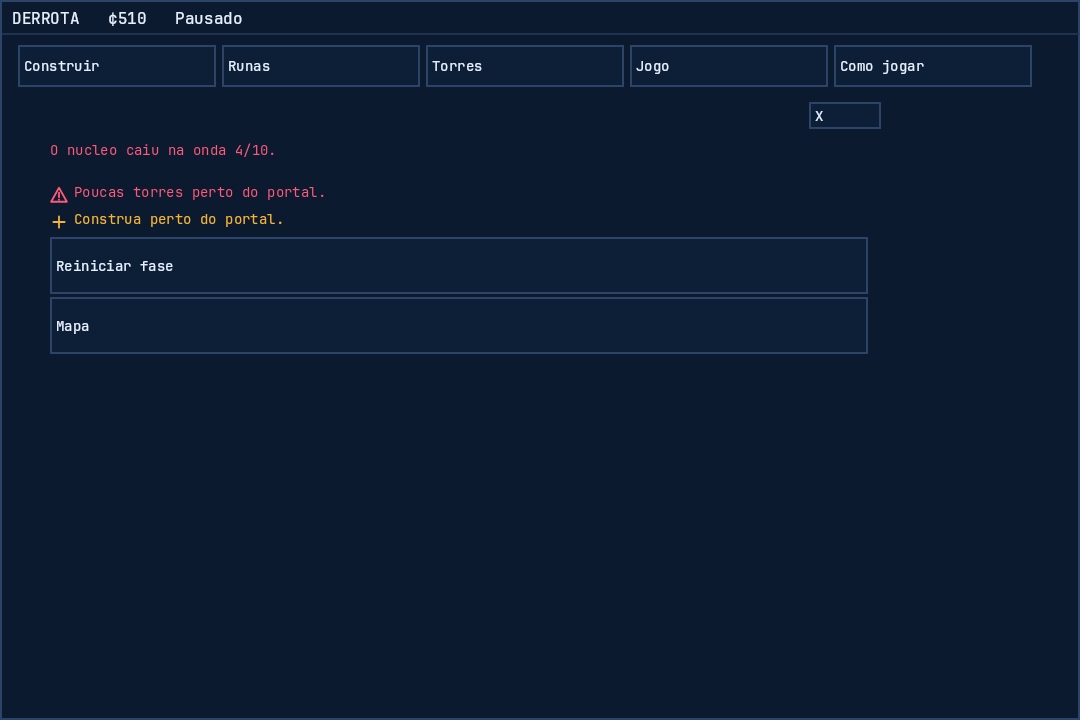 DERROTA ₵510 Pausado
Construir Runas Torres Jogo Como jogar
X
O nucleo caiu na onda 4/10.
Poucas torres perto do portal.
Construa perto do portal.
Reiniciar fase
Mapa